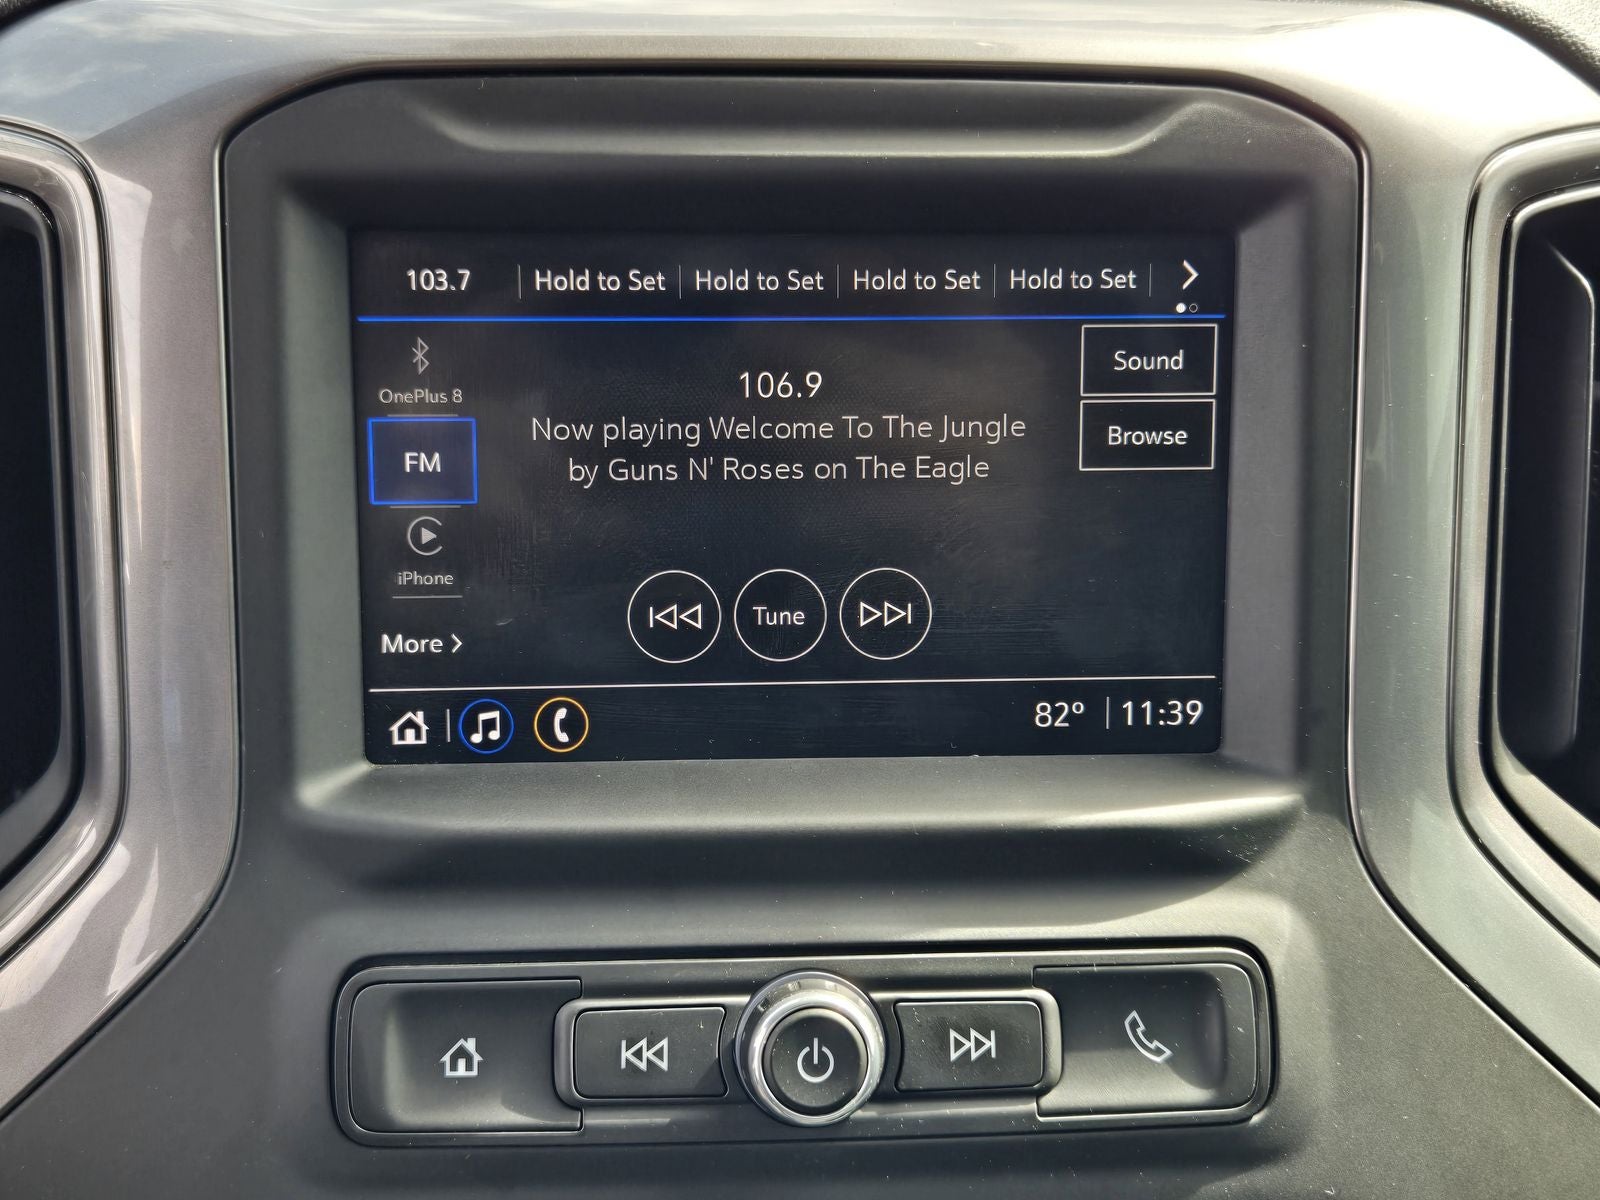 103.7 Hold to Set Hold to Set Hold to Set Hold to Set
OnePlus 8
FM
iPhone
More
106.9
Now playing Welcome To The Jungle
by Guns N' Roses on The Eagle
Sound
Browse
Tune
82° 11:39